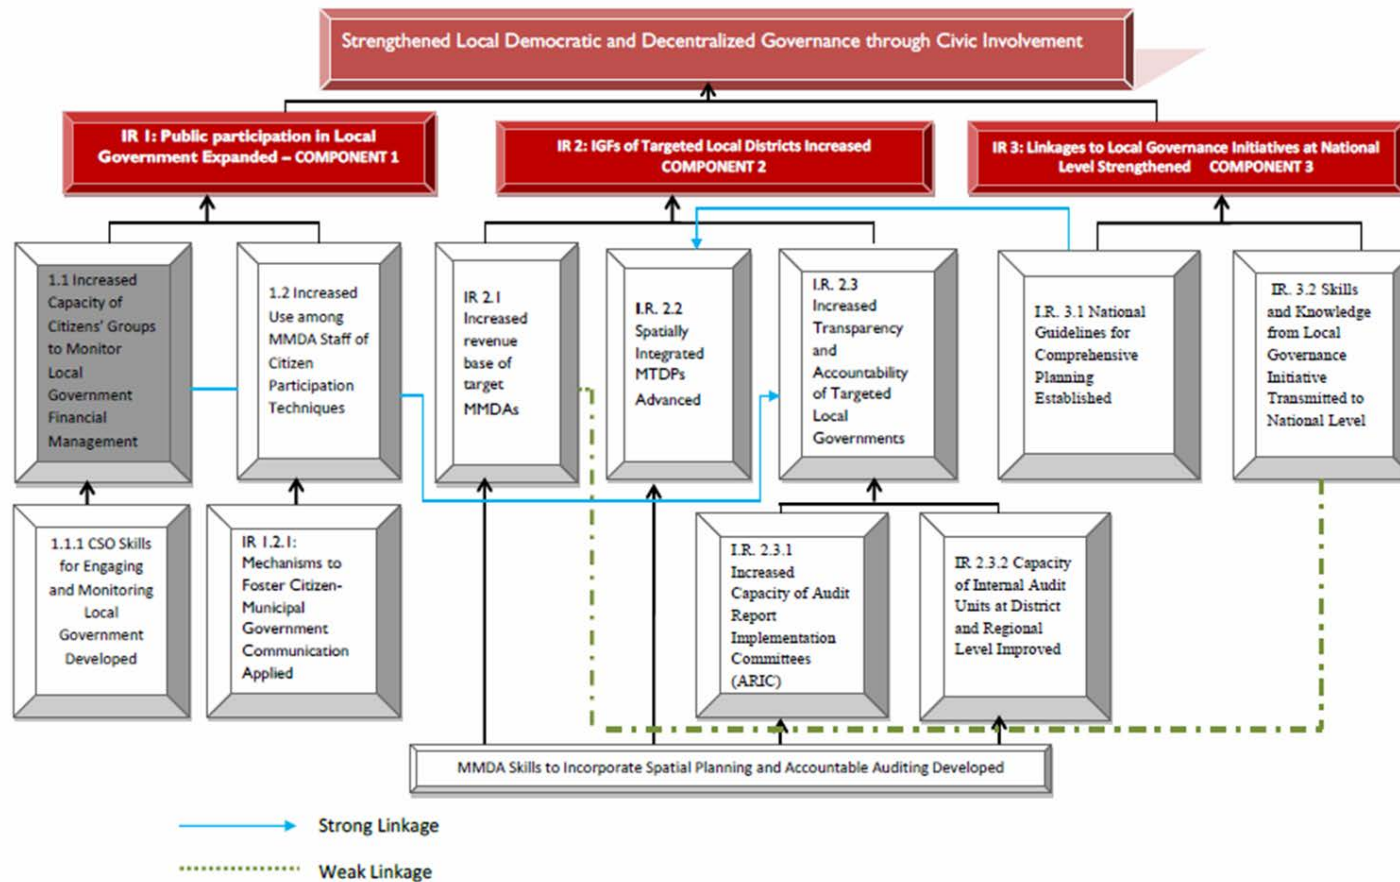 Strengthened Local Democratic and Decentralized Governance through Civic Involvement
IR 1: Public participation in Local
Government Expanded – COMPONENT 1
IR 2: IGFs of Targeted Local Districts Increased
COMPONENT 2
IR 3: Linkages to Local Governance Initiatives at National
Level Strengthened COMPONENT 3
1.1 Increased
Capacity of
Citizens' Groups
to Monitor
Local
Government
Financial
Management
1.2 Increased
Use among
MMDA Staff of
Citizen
Participation
Techniques
IR 2.1
Increased
revenue
base of
target
MMDAs
I.R. 2.2
Spatially
Integrated
MTDPs
Advanced
I.R. 2.3
Increased
Transparency
and
Accountability
of Targeted
Local
Governments
I.R. 3.1 National
Guidelines for
Comprehensive
Planning
Established
IR. 3.2 Skills
and Knowledge
from Local
Governance
Initiative
Transmitted to
National Level
1.1.1 CSO Skills
for Engaging
and Monitoring
Local
Government
Developed
IR 1.2.1:
Mechanisms to
Foster Citizen-
Municipal
Government
Communication
Applied
I.R. 2.3.1
Increased
Capacity of Audit
Report
Implementation
Committees
(ARIC)
IR 2.3.2 Capacity
of Internal Audit
Units at District
and Regional
Level Improved
MMDA Skills to Incorporate Spatial Planning and Accountable Auditing Developed
Strong Linkage
Weak Linkage